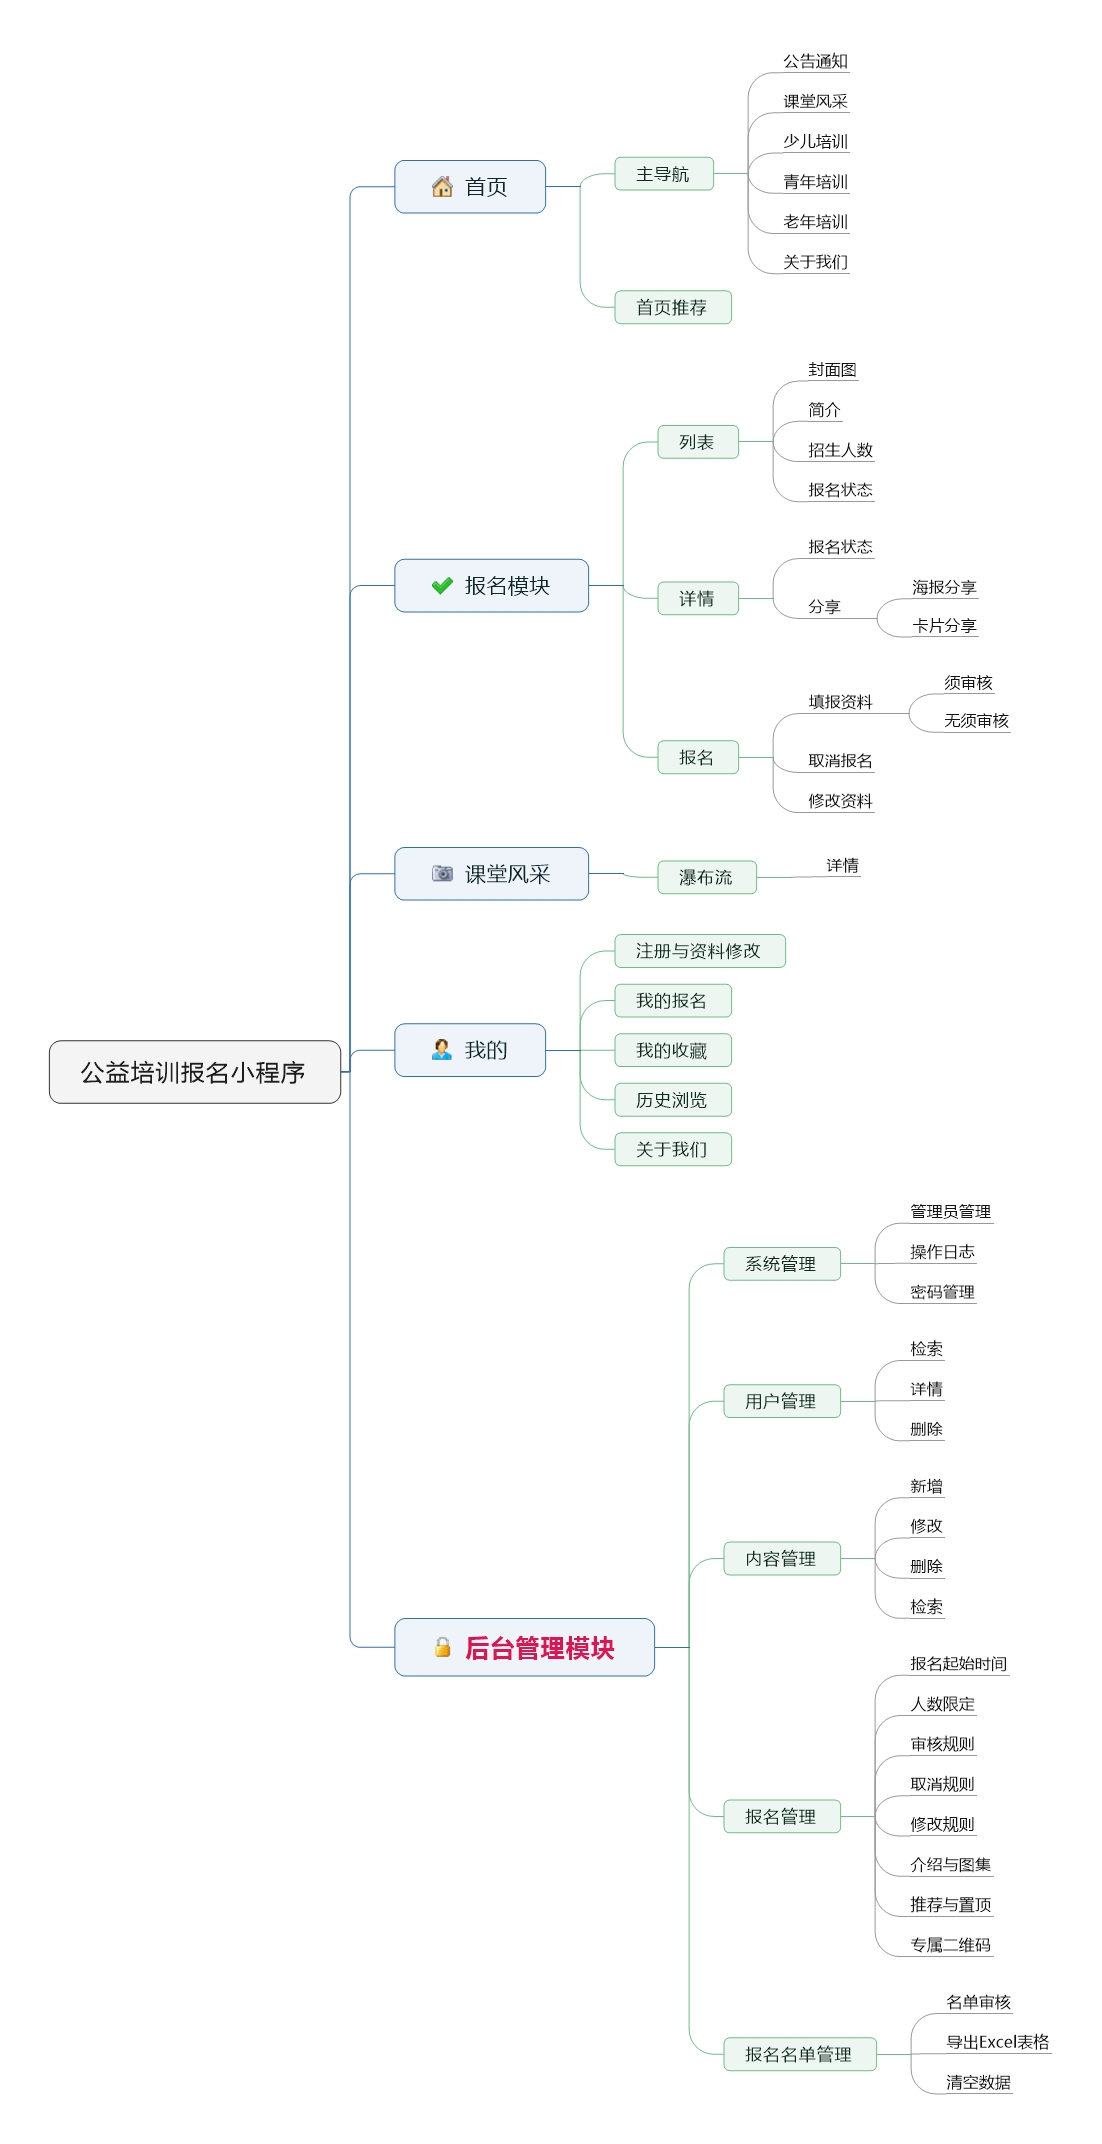 公益培训报名小程序
首页
主导航
公告通知
课堂风采
少儿培训
青年培训
老年培训
关于我们
首页推荐
报名模块
列表
封面图
简介
招生人数
报名状态
详情
报名状态
分享
海报分享
卡片分享
报名
填报资料
须审核
无须审核
取消报名
修改资料
课堂风采
瀑布流
详情
我的
注册与资料修改
我的报名
我的收藏
历史浏览
关于我们
后台管理模块
系统管理
管理员管理
操作日志
密码管理
用户管理
检索
详情
删除
内容管理
新增
修改
删除
检索
报名管理
报名起始时间
人数限定
审核规则
取消规则
修改规则
介绍与图集
推荐与置顶
专属二维码
报名名单管理
名单审核
导出Excel表格
清空数据